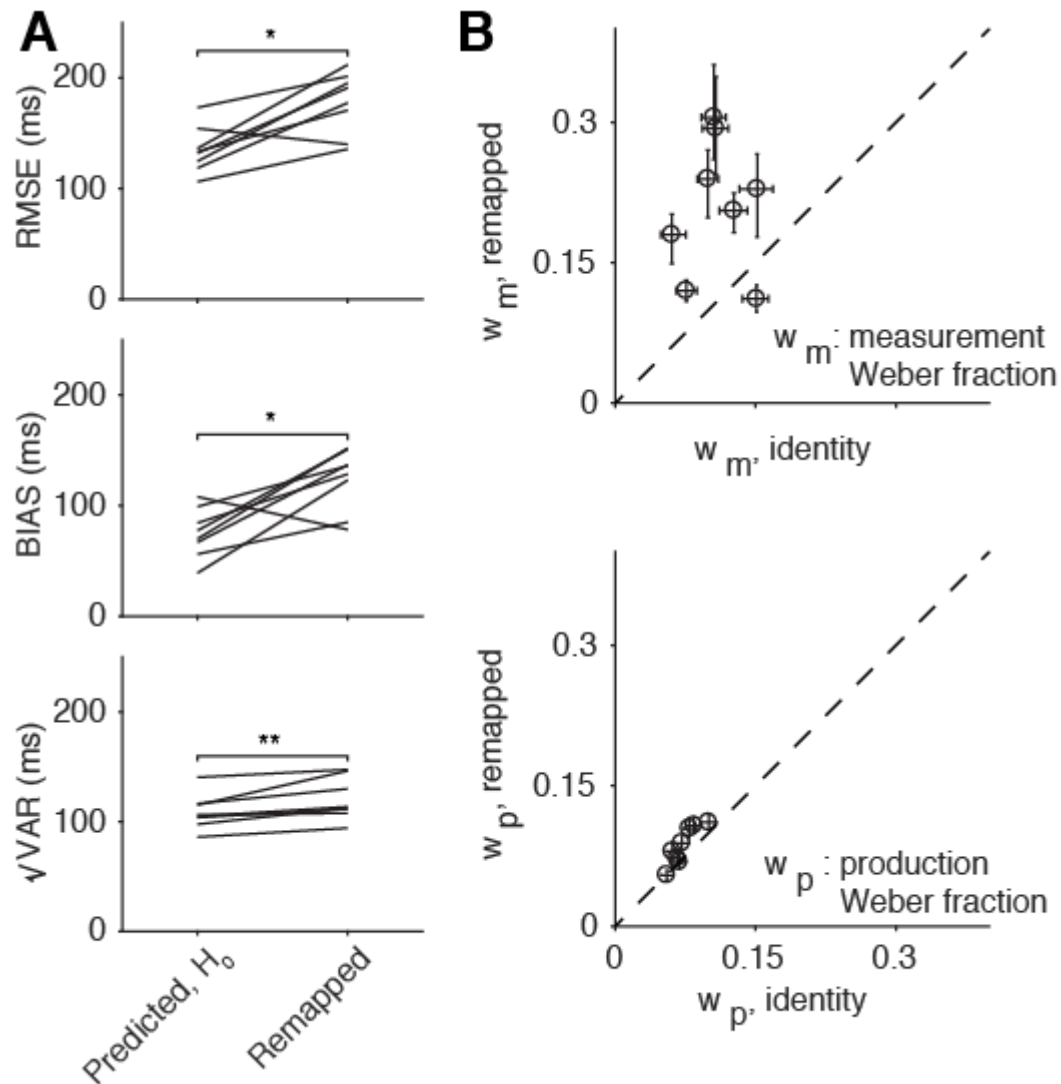 A
RMSE (ms)
200
100
0
*
BIAS (ms)
200
100
0
*
√VAR (ms)
200
100
0
**
Predicted, H₀
Remapped
B
w m, remapped
0.3
0.15
0
w m : measurement
Weber fraction
w m, identity
w p, remapped
0.3
0.15
0
w p : production
Weber fraction
0
0.15
0.3
w p, identity